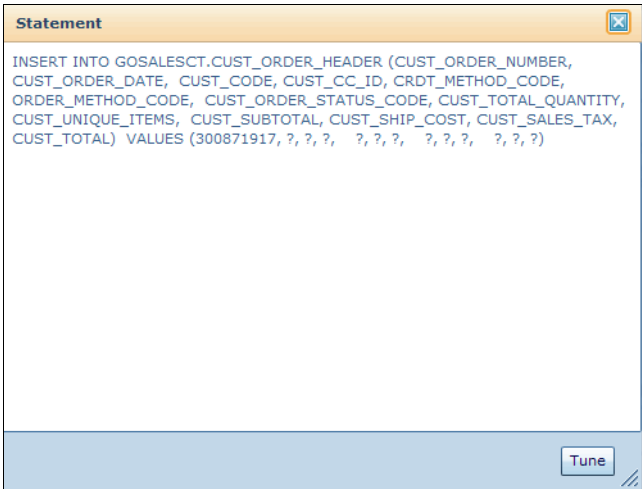 Statement
INSERT INTO GOSALESCT.CUST_ORDER_HEADER (CUST_ORDER_NUMBER,
CUST_ORDER_DATE, CUST_CODE, CUST_CC_ID, CRDT_METHOD_CODE,
ORDER_METHOD_CODE, CUST_ORDER_STATUS_CODE, CUST_TOTAL_QUANTITY,
CUST_UNIQUE_ITEMS, CUST_SUBTOTAL, CUST_SHIP_COST, CUST_SALES_TAX,
CUST_TOTAL) VALUES (300871917, ?, ?, ?, ?, ?, ?, ?, ?, ?, ?, ?, ?)
Tune